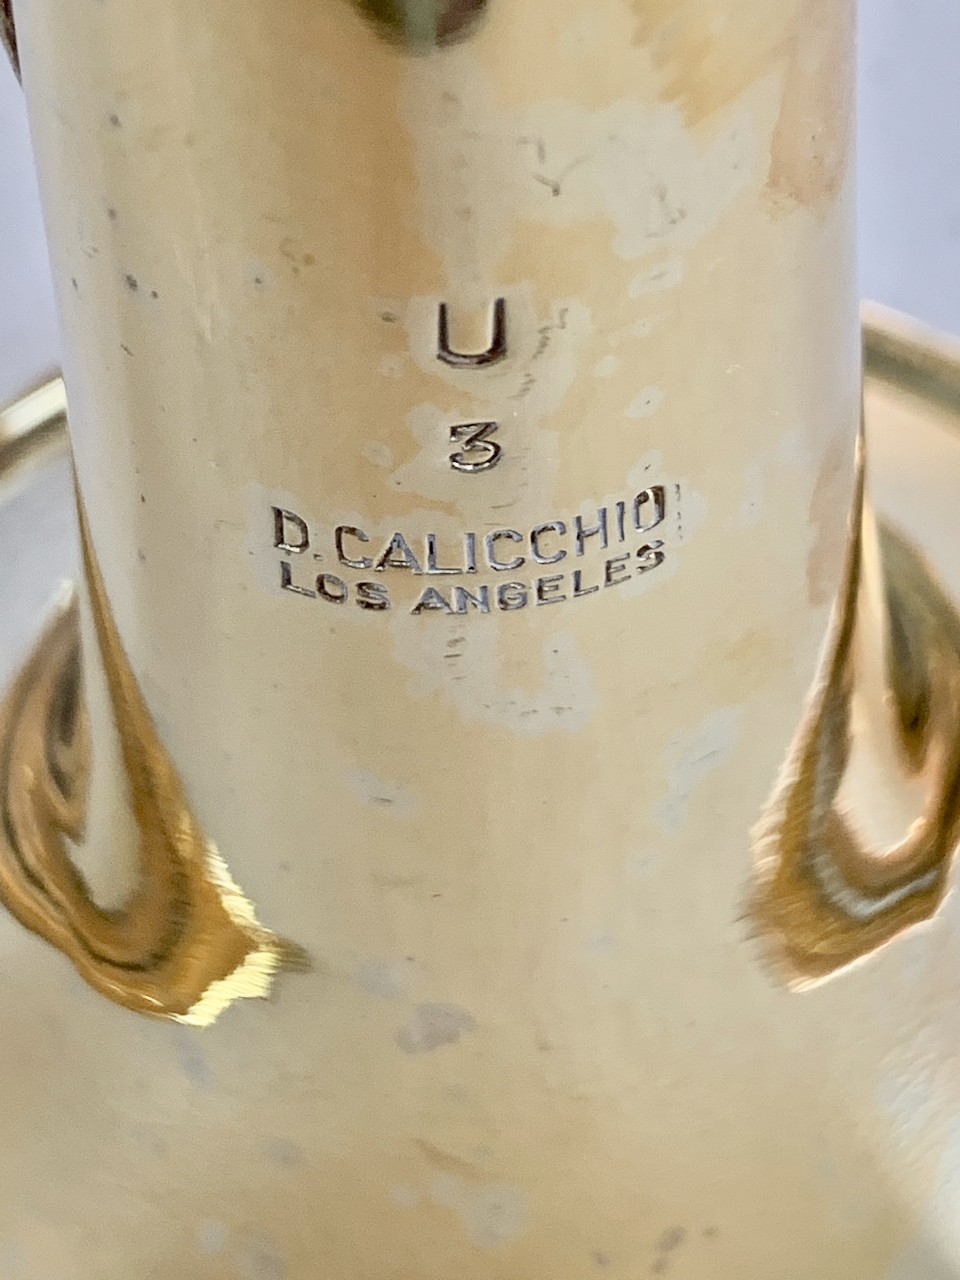 U
3
D. CALICCHIO
LOS ANGELES